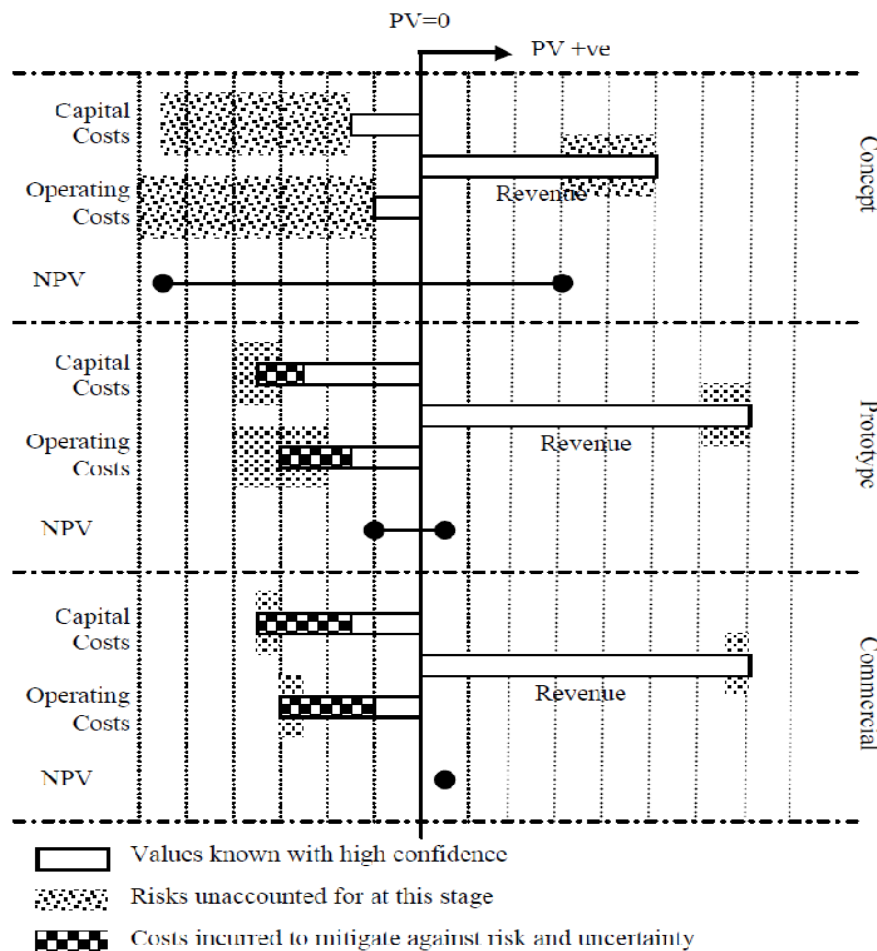 PV=0
PV +ve
Capital
Costs
Revenue
Operating
Costs
NPV
Concept
Capital
Costs
Revenue
Operating
Costs
NPV
Prototype
Capital
Costs
Revenue
Operating
Costs
NPV
Commercial
Values known with high confidence
Risks unaccounted for at this stage
Costs incurred to mitigate against risk and uncertainty